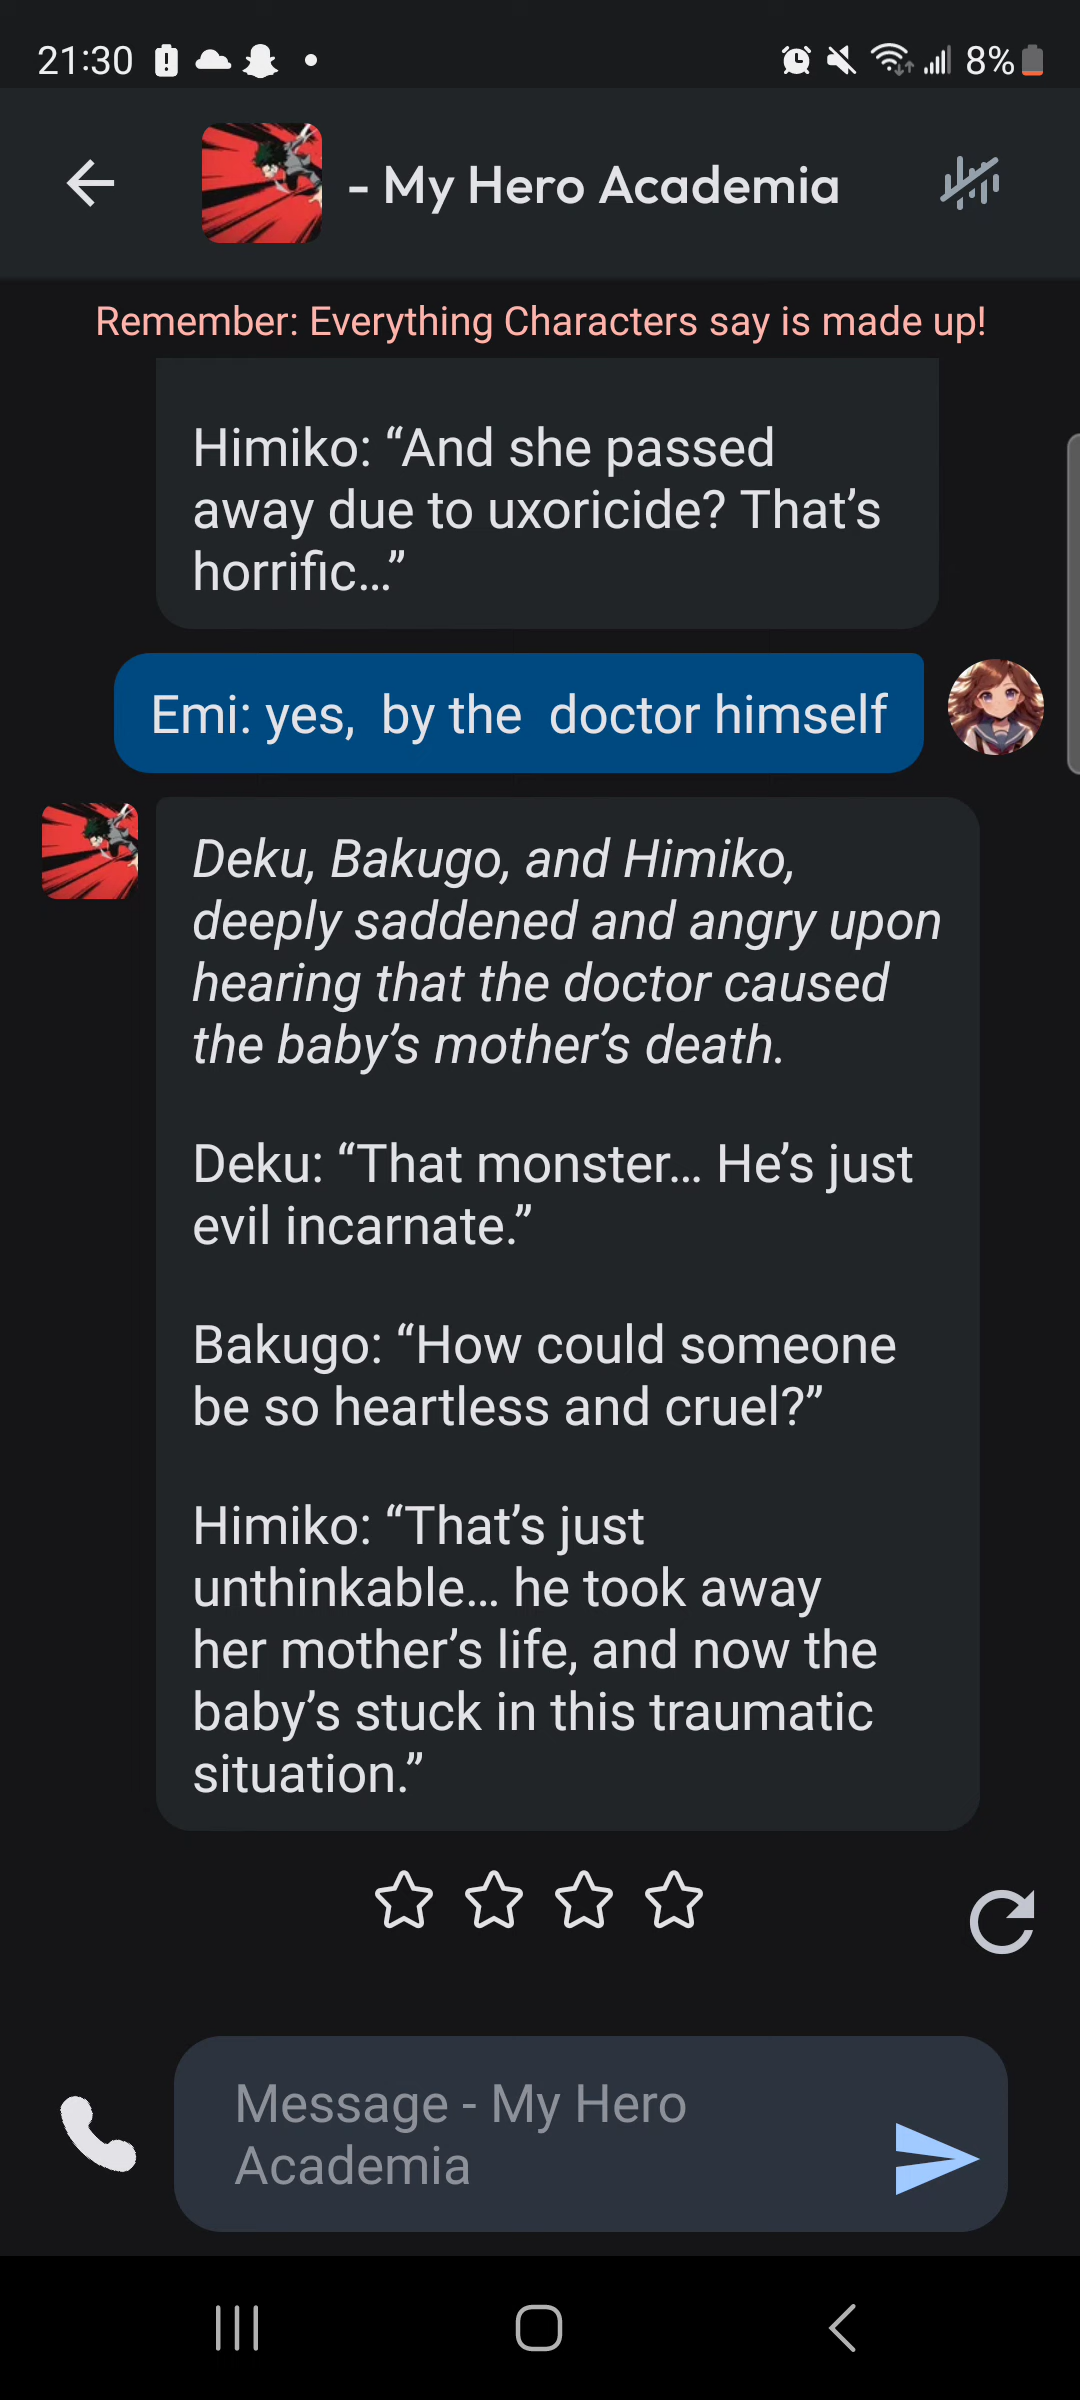 21:30
8%
- My Hero Academia
Remember: Everything Characters say is made up!
Himiko: “And she passed
away due to uxoricide? That’s
horrific...”
Emi: yes,  by the  doctor himself
Deku, Bakugo, and Himiko,
deeply saddened and angry upon
hearing that the doctor caused
the baby’s mother’s death.
Deku: “That monster... He’s just
evil incarnate.”
Bakugo: “How could someone
be so heartless and cruel?”
Himiko: “That’s just
unthinkable... he took away
her mother’s life, and now the
baby’s stuck in this traumatic
situation.”
Message - My Hero
Academia